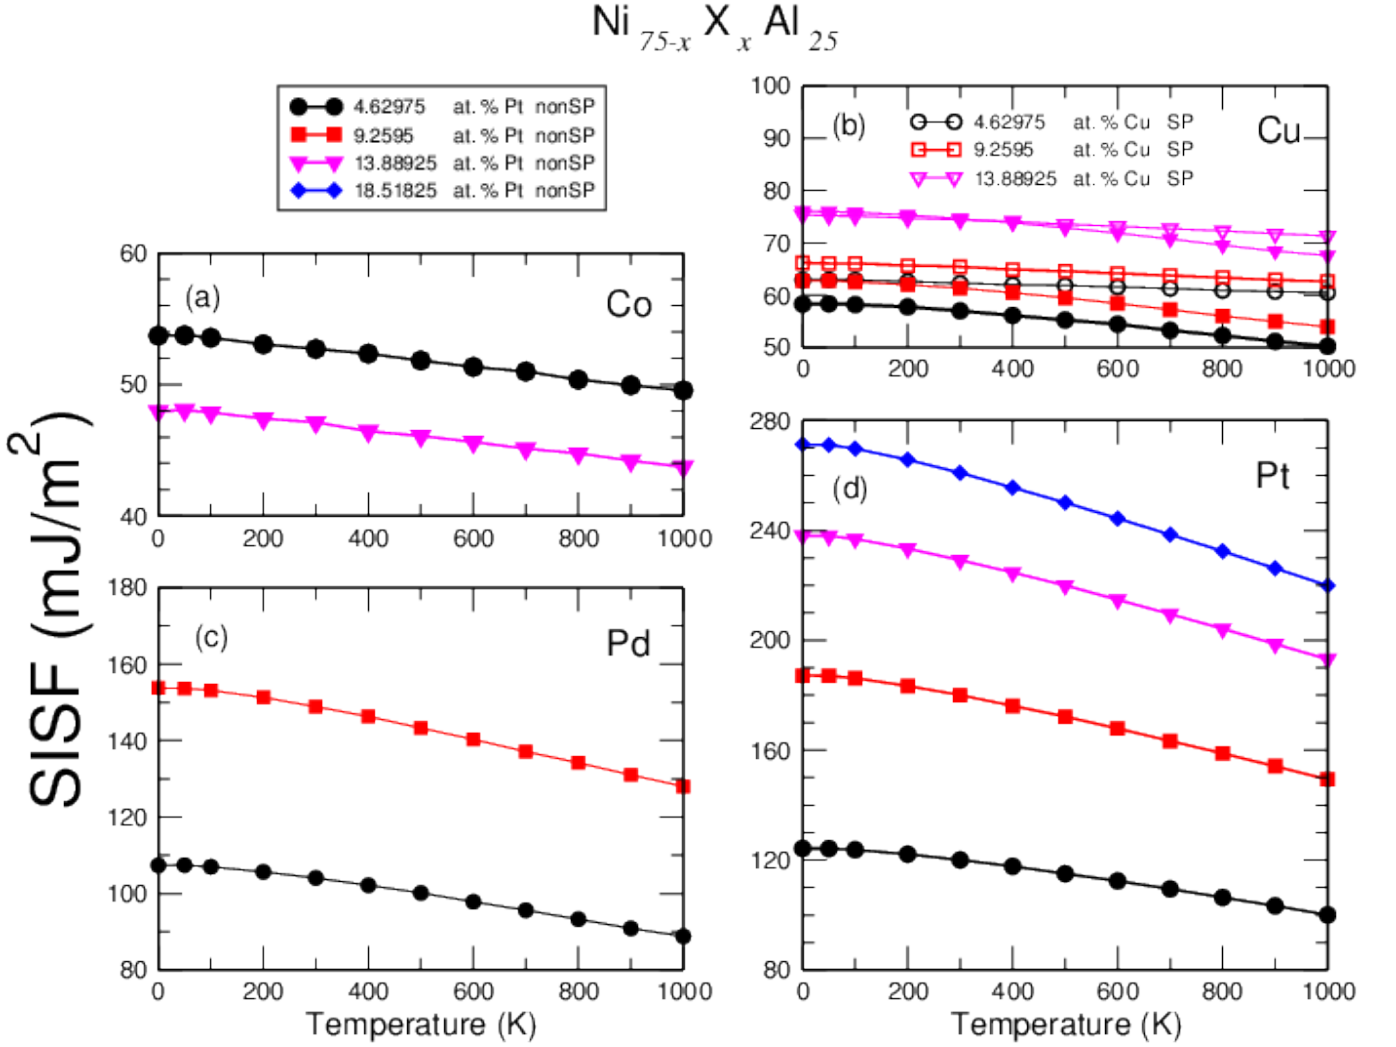 Ni 75-x X x Al 25
4.62975 at. % Pt nonSP
9.2595 at. % Pt nonSP
13.88925 at. % Pt nonSP
18.51825 at. % Pt nonSP
SISF (mJ/m2)
(a) Co
60
50
40
0 200 400 600 800 1000
(b) Cu
4.62975 at. % Cu SP
9.2595 at. % Cu SP
13.88925 at. % Cu SP
100
90
80
70
60
50
0 200 400 600 800 1000
(c) Pd
180
160
140
120
100
80
0 200 400 600 800 1000
Temperature (K)
(d) Pt
280
240
200
160
120
80
0 200 400 600 800 1000
Temperature (K)